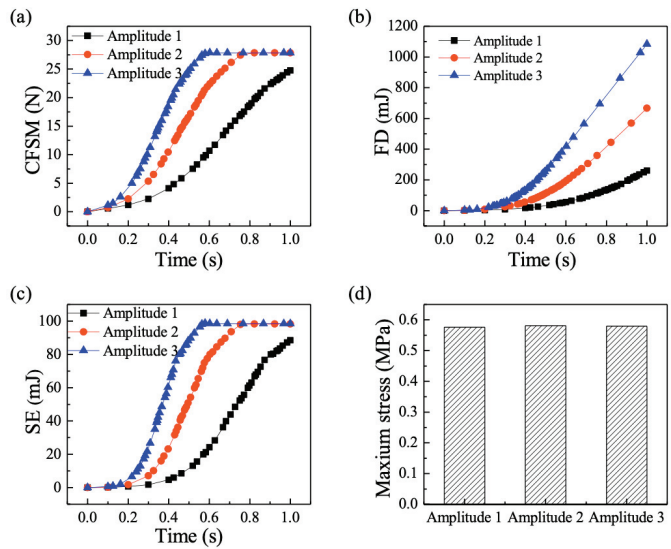 (a)
30
25
20
15
10
5
0
CFSM (N)
Amplitude 1
Amplitude 2
Amplitude 3
0.0 0.2 0.4 0.6 0.8 1.0
Time (s)
(b)
1200
1000
800
600
400
200
0
FD (mJ)
Amplitude 1
Amplitude 2
Amplitude 3
0.0 0.2 0.4 0.6 0.8 1.0
Time (s)
(c)
100
80
60
40
20
0
SE (mJ)
Amplitude 1
Amplitude 2
Amplitude 3
0.0 0.2 0.4 0.6 0.8 1.0
Time (s)
(d)
0.6
0.5
0.4
0.3
0.2
0.1
0.0
Maxium stress (MPa)
Amplitude 1 Amplitude 2 Amplitude 3